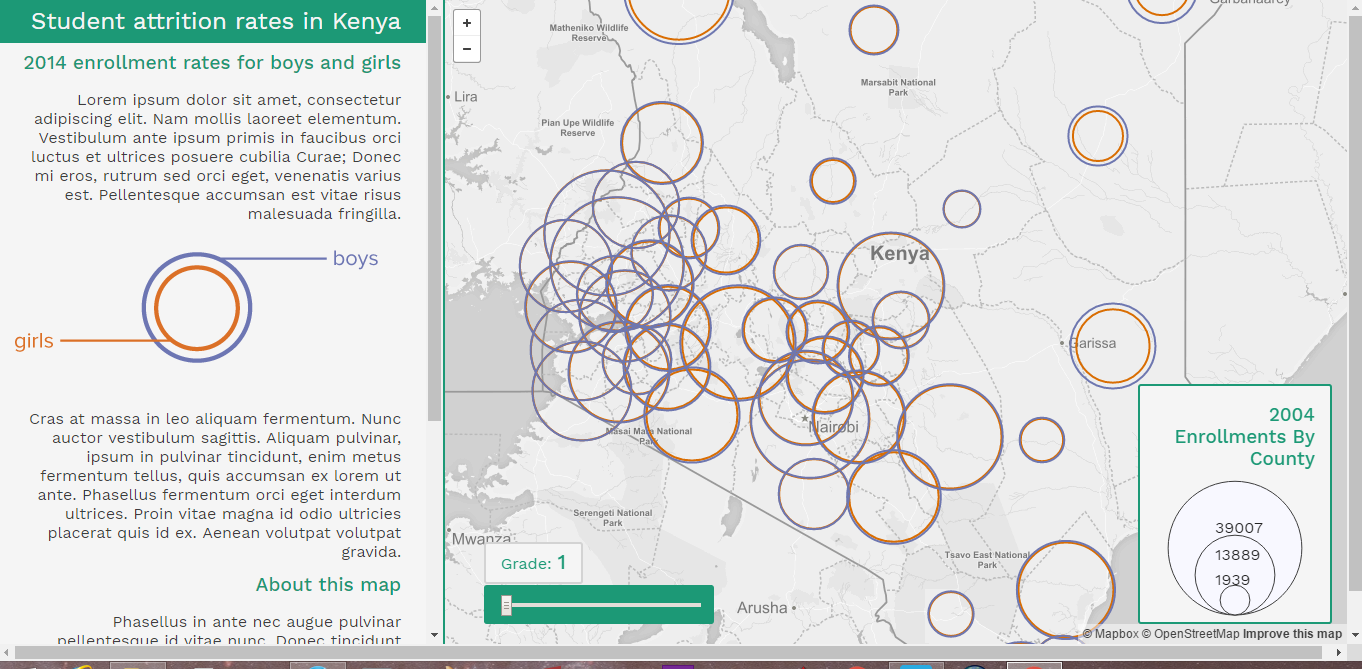 Student attrition rates in Kenya
2014 enrollment rates for boys and girls
Lorem ipsum dolor sit amet, consectetur
adipiscing elit. Nam mollis laoreet elementum.
Vestibulum ante ipsum primis in faucibus orci
luctus et ultrices posuere cubilia Curae; Donec
mi eros, rutrum sed orci eget, venenatis varius
est. Pellentesque accumsan est vitae risus
malesuada fringilla.
boys
girls
Cras at massa in leo aliquam fermentum. Nunc
auctor vestibulum sagittis. Aliquam pulvinar,
ipsum in pulvinar tincidunt, enim metus
fermentum tellus, quis accumsan ex lorem ut
ante. Phasellus fermentum orci eget interdum
ultrices. Proin vitae magna id odio ultricies
placerat quis id ex. Aenean volutpat volutpat
gravida.
About this map
Phasellus in ante nec augue pulvinar
pellentesque id vitae nunc. Donec tincidunt
+
−
Matheniko Wildlife
Reserve
Lira
Marsabit National
Park
Pian Upe Wildlife
Reserve
Kenya
Garissa
Nairobi
Masai Mara National
Park
Serengeti National
Park
Mwanza
Tsavo East National
Park
Arusha
Grade: 1
2004
Enrollments By
County
39007
13889
1939
© Mapbox © OpenStreetMap Improve this map